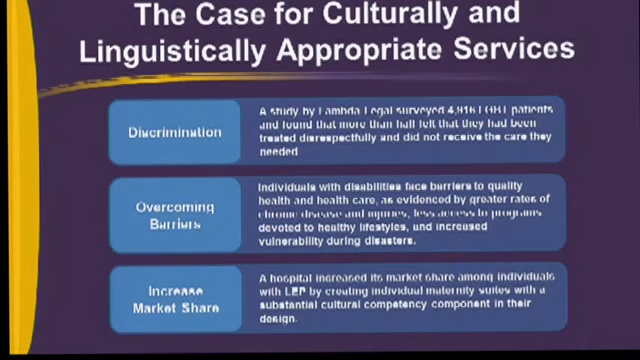 The Case for Culturally and
Linguistically Appropriate Services
Discrimination
A study by Lambda Legal surveyed 4,916 LGBT patients
and found that more than half felt that they had been
treated disrespectfully and did not receive the care they
needed
Overcoming
Barriers
Individuals with disabilities face barriers to quality
health and health care, as evidenced by greater rates of
chronic disease and injuries, less access to programs
devoted to healthy lifestyles, and increased
vulnerability during disasters.
Increase
Market Share
A hospital increased its market share among individuals
with LEP by creating individual maternity suites with a
substantial cultural competency component in their
design.